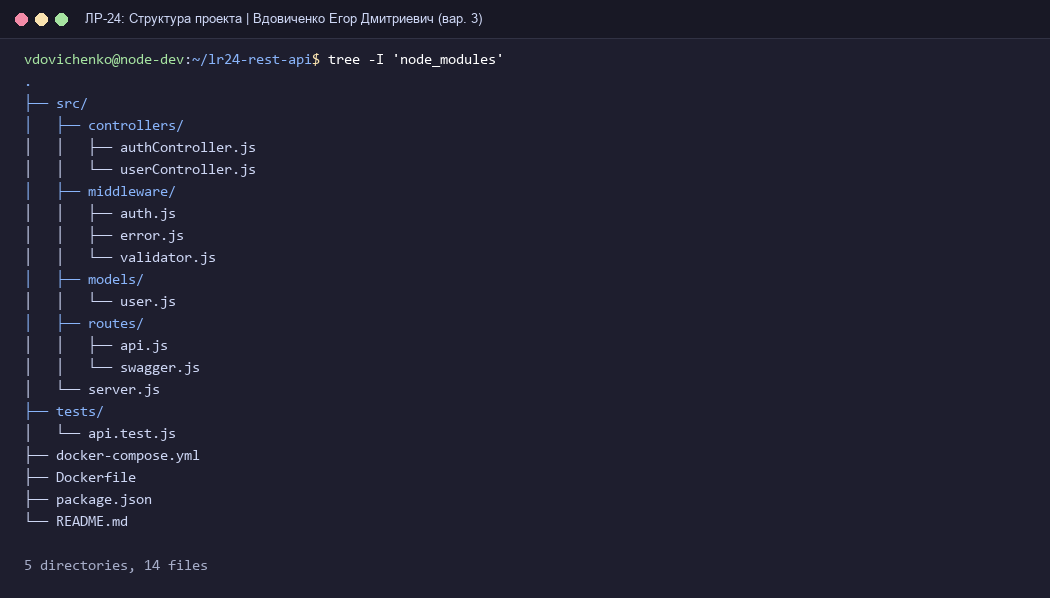 ЛР-24: Структура проекта | Вдовиченко Егор Дмитриевич (вар. 3)
vdovichenko@node-dev:~/lr24-rest-api$ tree -I 'node_modules'
.
├── src/
│   ├── controllers/
│   │   ├── authController.js
│   │   └── userController.js
│   ├── middleware/
│   │   ├── auth.js
│   │   ├── error.js
│   │   └── validator.js
│   ├── models/
│   │   └── user.js
│   ├── routes/
│   │   ├── api.js
│   │   └── swagger.js
│   └── server.js
├── tests/
│   └── api.test.js
├── docker-compose.yml
├── Dockerfile
├── package.json
└── README.md
5 directories, 14 files